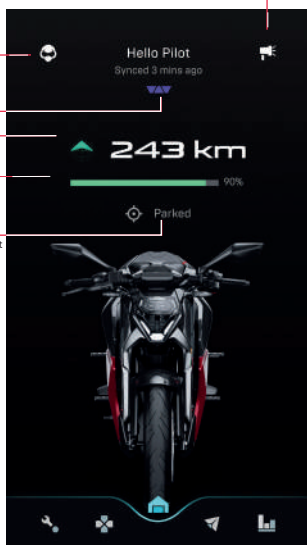 Hello Pilot
Synced 3 mins ago
243 km
90%
Parked
t